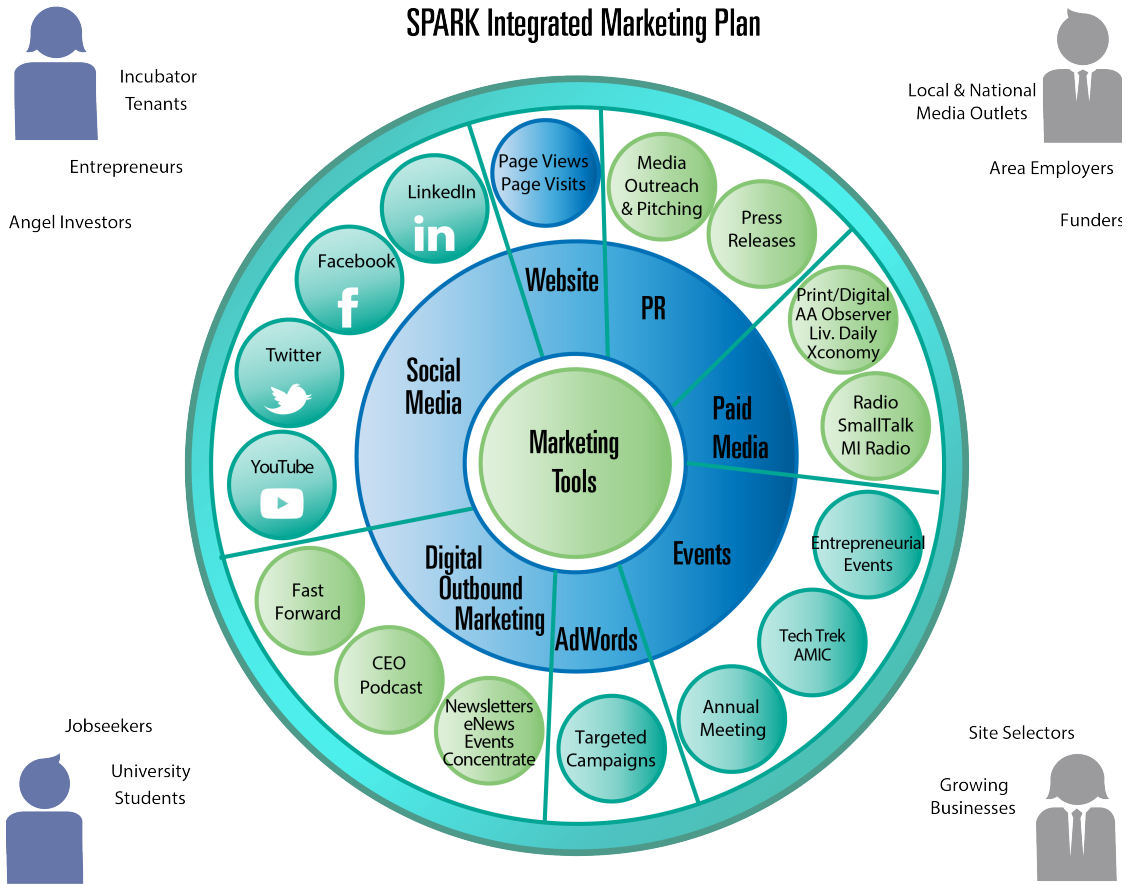 SPARK Integrated Marketing Plan
Incubator
Tenants
Entrepreneurs
Angel Investors
Local & National
Media Outlets
Area Employers
Funders
Page Views
Page Visits
Media
Outreach
& Pitching
Press
Releases
Print/Digital
AA Observer
Liv. Daily
Xconomy
Radio
SmallTalk
MI Radio
Entrepreneurial
Events
Tech Trek
AMIC
Annual
Meeting
Targeted
Campaigns
Newsletters
eNews
Events
Concentrate
CEO
Podcast
Fast
Forward
YouTube
Twitter
Facebook
f
LinkedIn
in
Website
PR
Paid
Media
Events
AdWords
Digital
Outbound
Marketing
Social
Media
Marketing
Tools
Jobseekers
University
Students
Site Selectors
Growing
Businesses